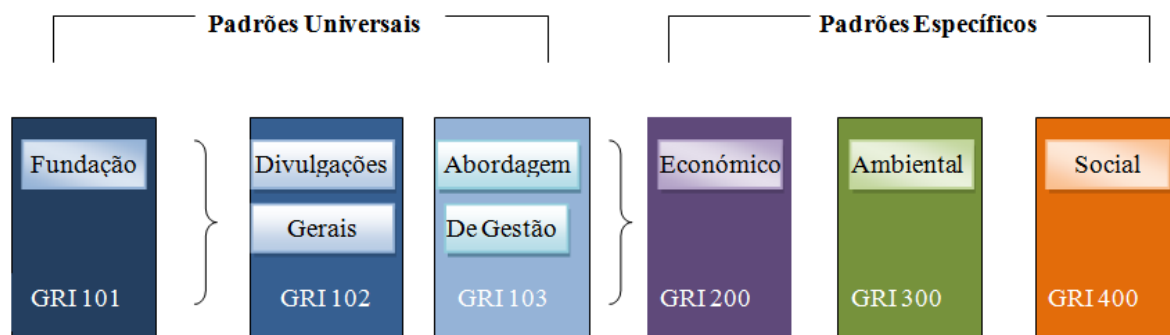 Padrões Universais
Padrões Específicos
Fundação
GRI 101
Divulgações
Gerais
GRI 102
Abordagem
De Gestão
GRI 103
Económico
GRI 200
Ambiental
GRI 300
Social
GRI 400